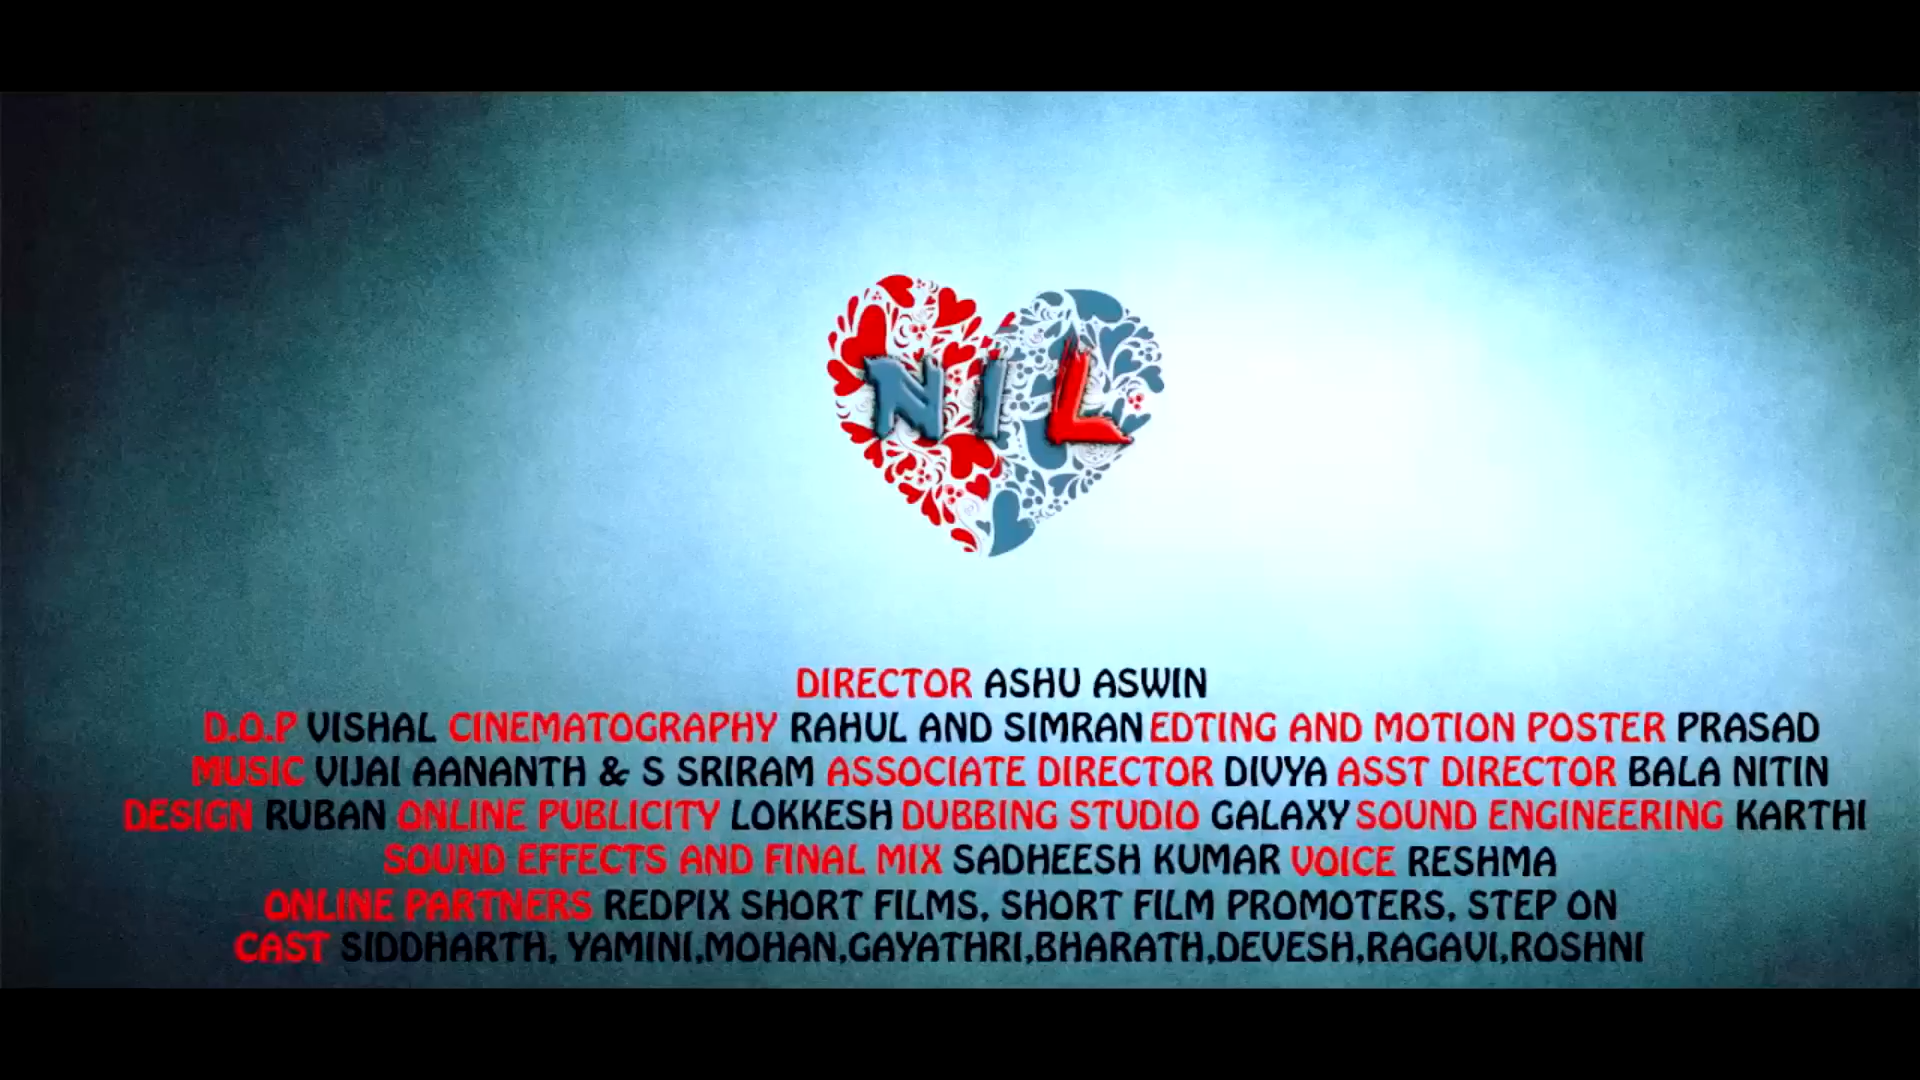 NIL
DIRECTOR ASHU ASWIN
D.O.P VISHAL CINEMATOGRAPHY RAHUL AND SIMRAN EDTING AND MOTION POSTER PRASAD
MUSIC VIJAI AANANTH & S SRIRAM ASSOCIATE DIRECTOR DIVYA ASST DIRECTOR BALA NITIN
DESIGN RUBAN ONLINE PUBLICITY LOKKESH DUBBING STUDIO GALAXY SOUND ENGINEERING KARTHI
SOUND EFFECTS AND FINAL MIX SADHEESH KUMAR VOICE RESHMA
ONLINE PARTNERS REDPIX SHORT FILMS, SHORT FILM PROMOTERS, STEP ON
CAST SIDDHARTH, YAMINI,MOHAN,GAYATHRI,BHARATH,DEVESH,RAGAVI,ROSHNI